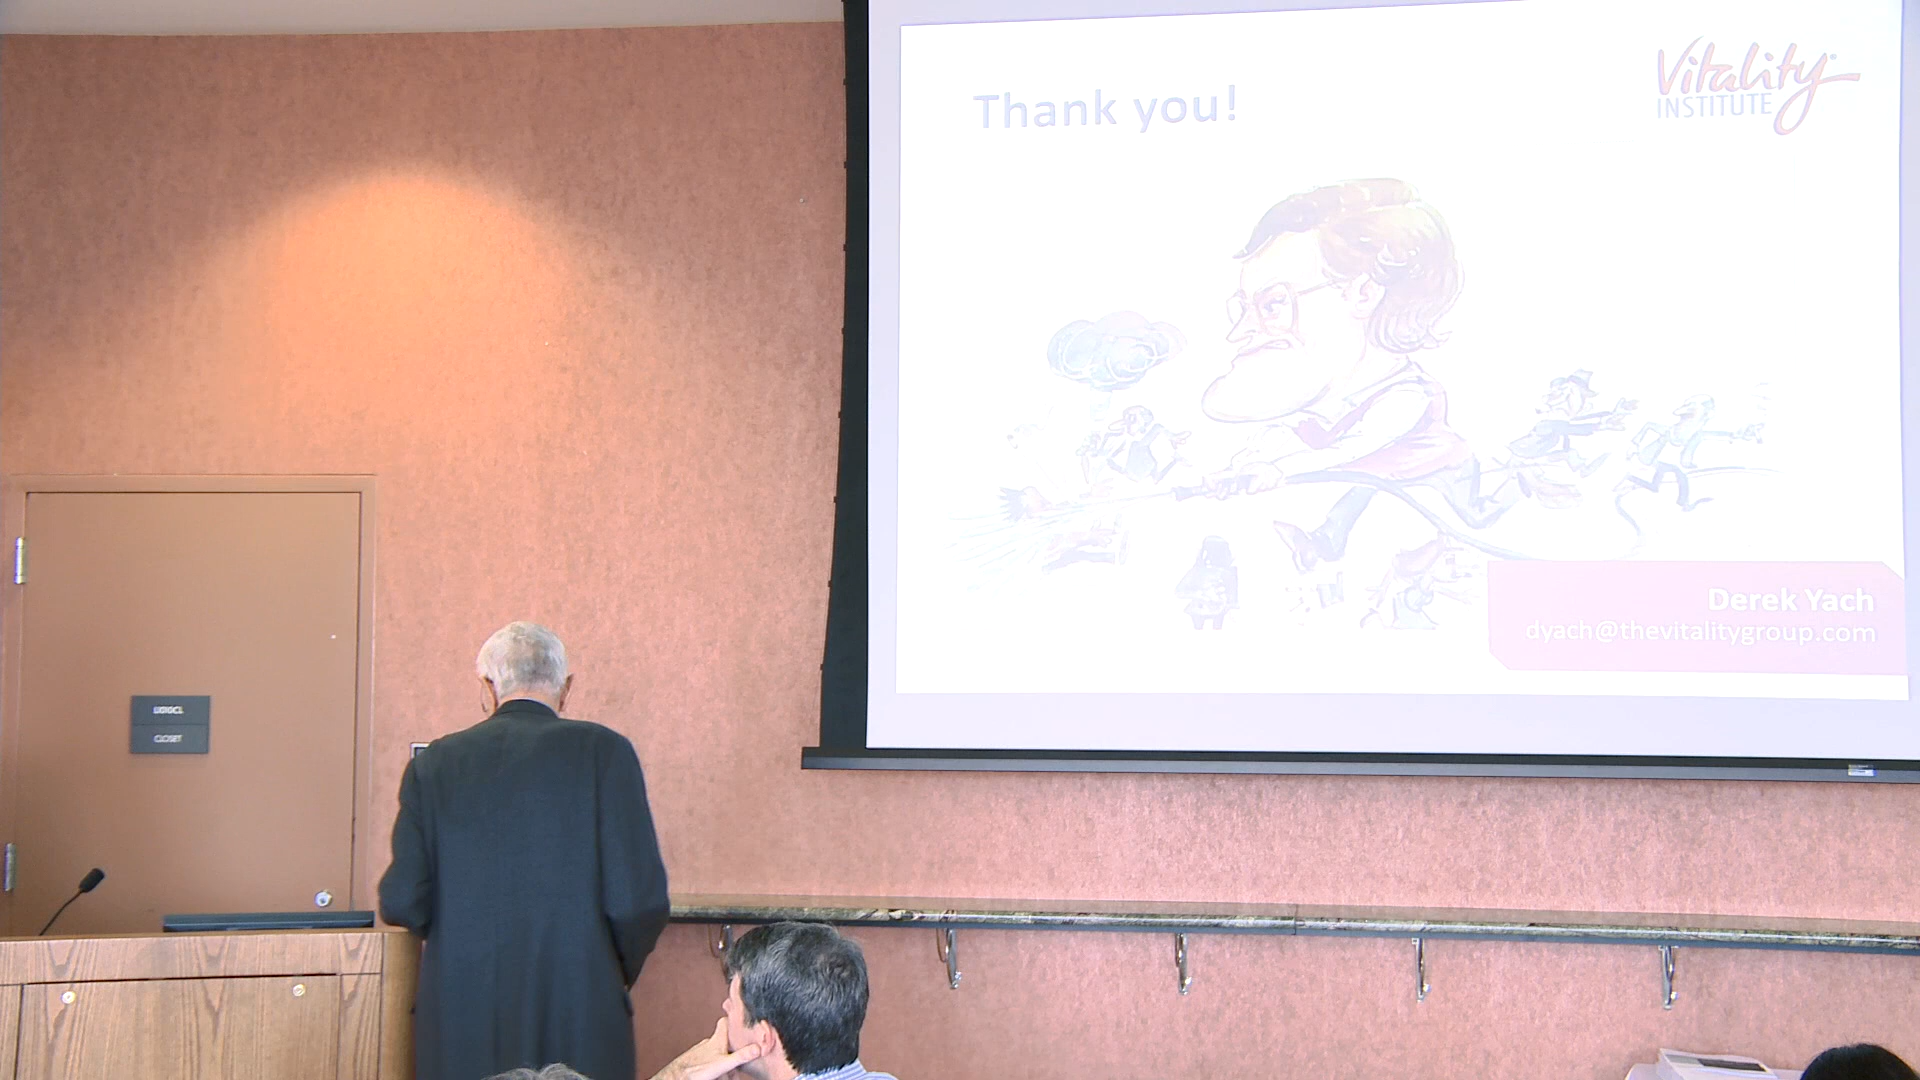 Thank you!
Vitality
INSTITUTE
Derek Yach
dyach@thevitalitygroup.com
CLOSET